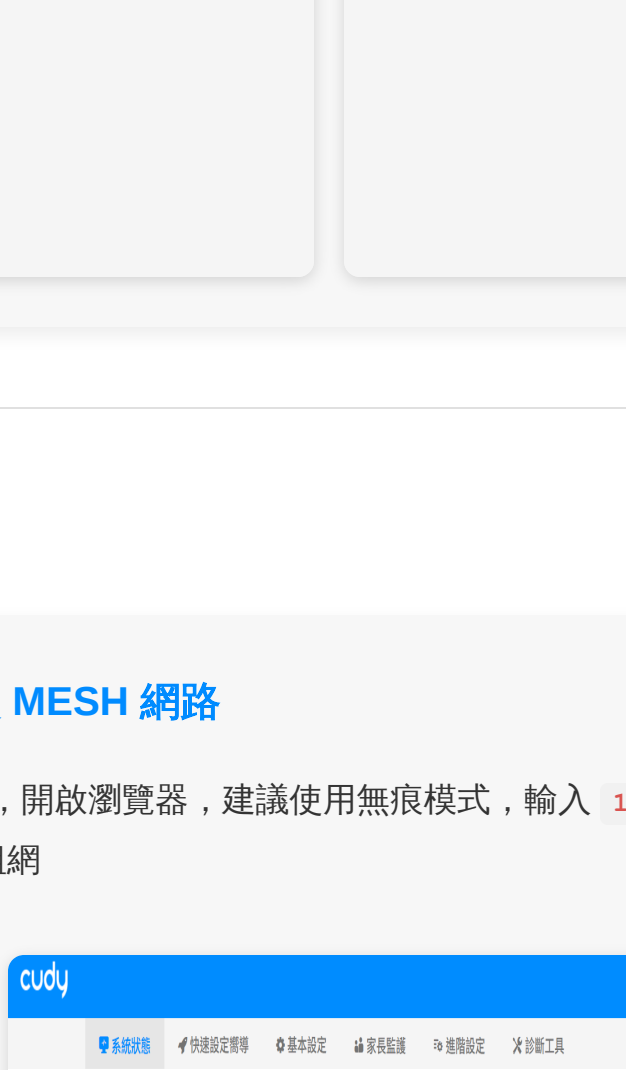 MESH 網路
，開啟瀏覽器，建議使用無痕模式，輸入 1
網
cudy
系統狀態 快速設定嚮導 基本設定 家長監護 進階設定 診斷工具